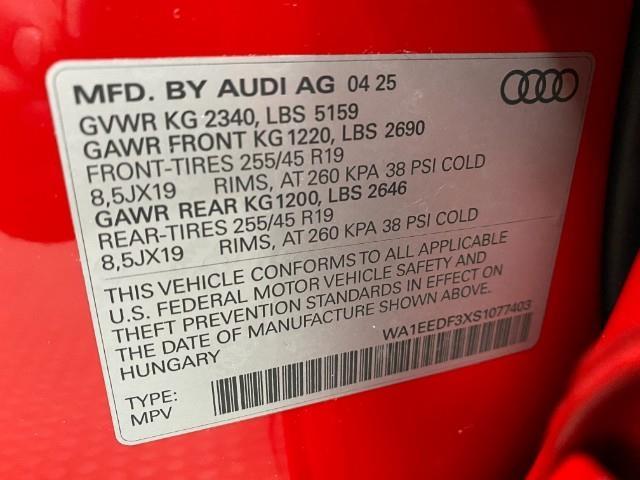 MFD. BY AUDI AG 04 25
GVWR KG 2340, LBS 5159
GAWR FRONT KG 1220, LBS 2690
FRONT-TIRES 255/45 R19
8,5JX19 RIMS, AT 260 KPA 38 PSI COLD
GAWR REAR KG 1200, LBS 2646
REAR-TIRES 255/45 R19
8,5JX19 RIMS, AT 260 KPA 38 PSI COLD
THIS VEHICLE CONFORMS TO ALL APPLICABLE
U.S. FEDERAL MOTOR VEHICLE SAFETY AND
THEFT PREVENTION STANDARDS IN EFFECT ON
THE DATE OF MANUFACTURE SHOWN ABOVE.
HUNGARY
WA1EEDF3XS1077403
TYPE:
MPV